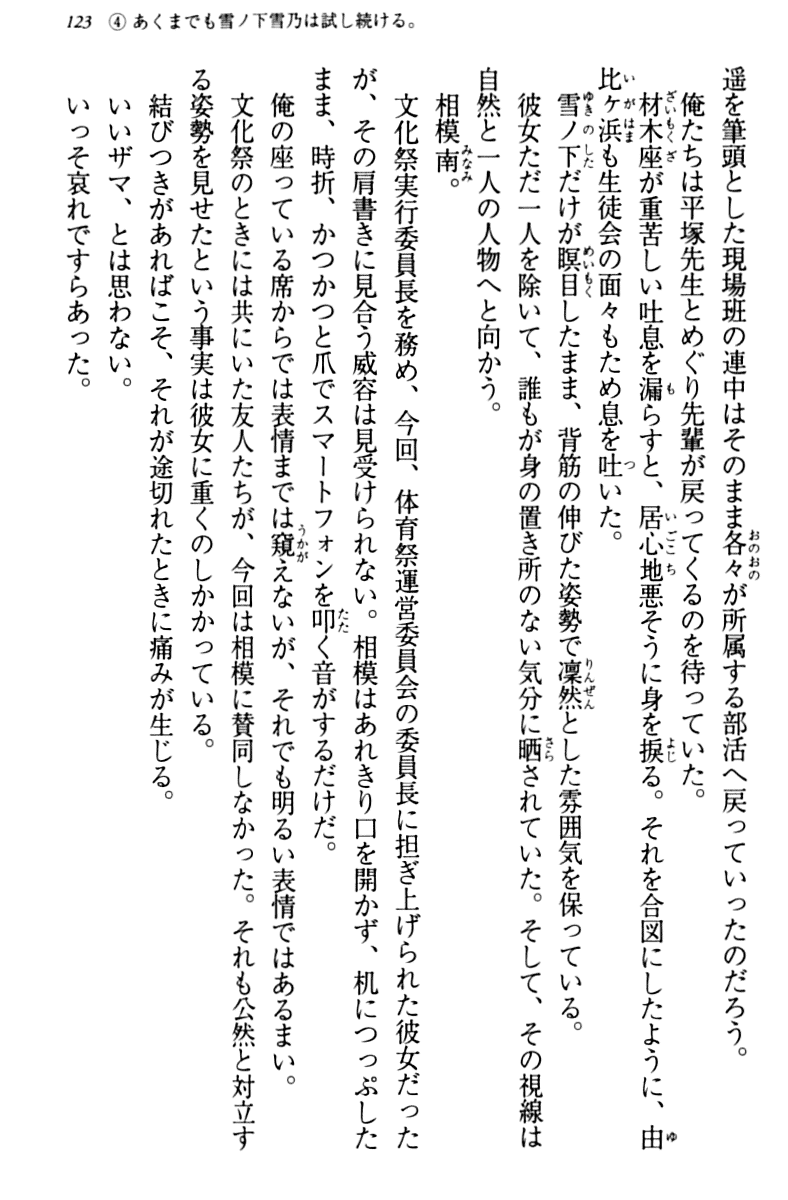 123 ④ あくまでも雪ノ下雪乃は試し続ける。
遥を筆頭とした現場班の連中はそのまま各々が所属する部活へ戻っていったのだろう。
俺たちは平塚先生とめぐり先輩が戻ってくるのを待っていた。
材木座が重苦しい吐息を漏らすと、居心地悪そうに身を捩る。それを合図にしたように、由
比ヶ浜も生徒会の面々もため息を吐いた。
雪ノ下だけが瞑目したまま、背筋の伸びた姿勢で凜然とした雰囲気を保っている。
彼女ただ一人を除いて、誰もが身の置き所のない気分に晒されていた。そして、その視線は
自然と一人の人物へと向かう。
相模南。
文化祭実行委員長を務め、今回、体育祭運営委員会の委員長に担ぎ上げられた彼女だった
が、その肩書きに見合う威容は見受けられない。相模はあれきり口を開かず、机につっぷした
まま、時折、かつかつと爪でスマートフォンを叩く音がするだけだ。
俺の座っている席からでは表情までは窺えないが、それでも明るい表情ではあるまい。
文化祭のときには共にいた友人たちが、今回は相模に賛同しなかった。それも公然と対立す
る姿勢を見せたという事実は彼女に重くのしかかっている。
結びつきがあればこそ、それが途切れたときに痛みが生じる。
いいザマ、とは思わない。
いっそ哀れですらあった。